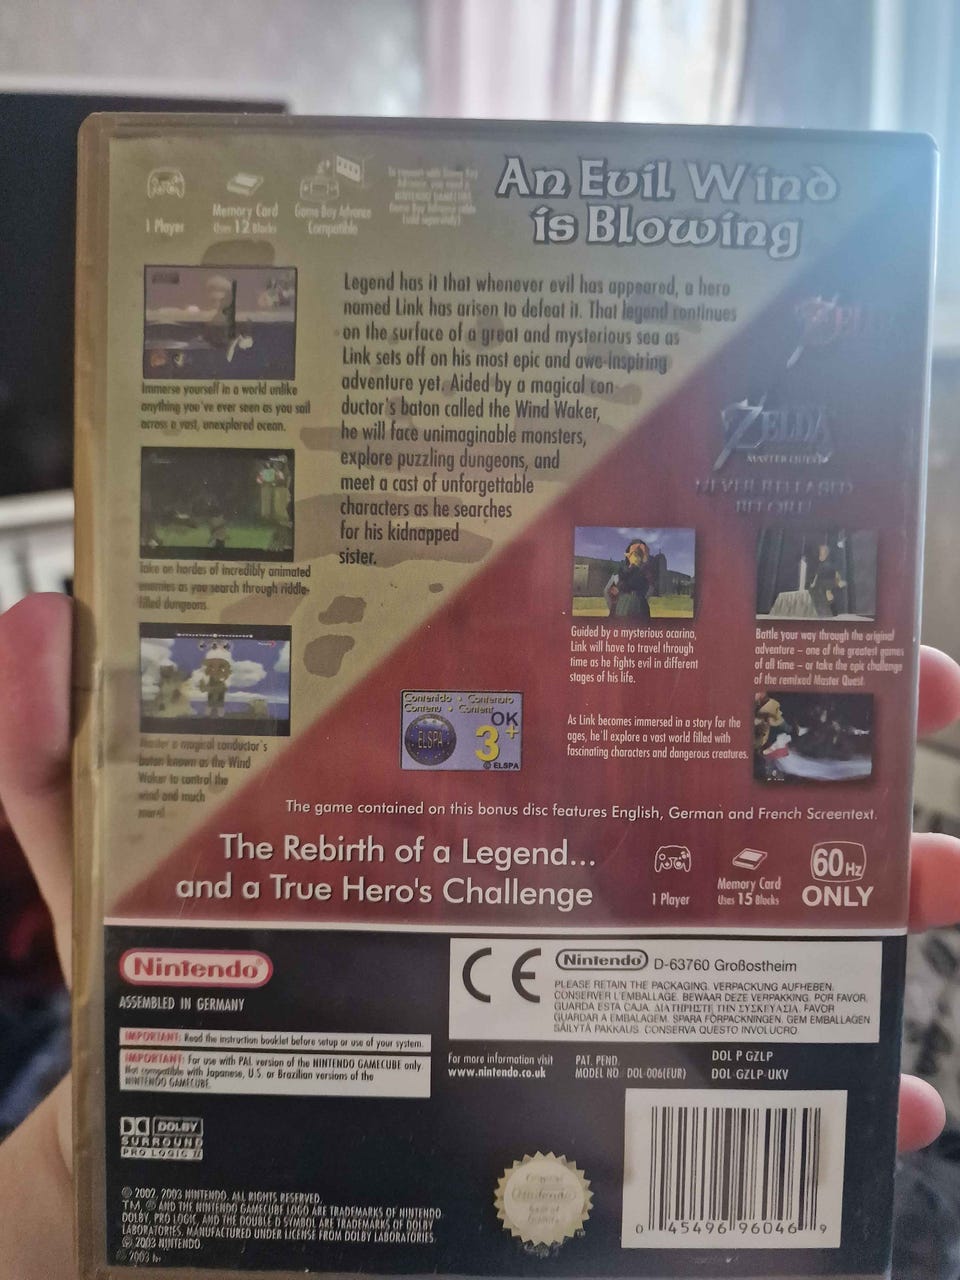 An Evil Wind
is Blowing
1 Player
Memory Card
Uses 12 Blocks
Game Boy Advance
Compatible
Legend has it that whenever evil has appeared, a hero
named Link has arisen to defeat it. That legend continues
on the surface of a great and mysterious sea as
Link sets off on his most epic and awe-inspiring
adventure yet. Aided by a magical con-
ductor's baton called the Wind Waker,
he will face unimaginable monsters,
explore puzzling dungeons, and
meet a cast of unforgettable
characters as he searches
for his kidnapped
sister.
Immerse yourself in a world unlike
anything you've ever seen as you sail
across a vast, unexplored ocean.
Take on hordes of incredibly animated
enemies as you search through riddle-
filled dungeons.
Master a magical conductor's
baton known as the Wind
Waker to control the
wind and much
more!
ZELDA
MASTER QUEST
NEVER RELEASED
BEFORE!
Guided by a mysterious ocarina,
Link will have to travel through
time as he fights evil in different
stages of his life.
Battle your way through the original
adventure – one of the greatest games
of all time – or take the epic challenge
of the remixed Master Quest.
As Link becomes immersed in a story for the
ages, he'll explore a vast world filled with
fascinating characters and dangerous creatures.
Contenido • Contenuto
Contenu • Content
ELSPA
OK
3+
© ELSPA
The game contained on this bonus disc features English, German and French Screentext.
The Rebirth of a Legend...
and a True Hero's Challenge
1 Player
Memory Card
Uses 15 Blocks
60Hz
ONLY
Nintendo®
ASSEMBLED IN GERMANY
IMPORTANT: Read the instruction booklet before setup or use of your system.
IMPORTANT: For use with PAL version of the NINTENDO GAMECUBE only.
Not compatible with Japanese, U.S. or Brazilian versions of the
NINTENDO GAMECUBE.
CE
Nintendo® D-63760 Großostheim
PLEASE RETAIN THE PACKAGING. VERPACKUNG AUFHEBEN.
CONSERVER L'EMBALLAGE. BEWAAR DEZE VERPAKKING. POR FAVOR,
GUARDA ESTA CAJA. ΔΙΑΤΗΡΗΣΤΕ ΤΗΝ ΣΥΣΚΕΥΑΣΙΑ. FAVOR
GUARDAR A EMBALAGEM. SPARA FÖRPACKNINGEN. GEM EMBALLAGEN
SÄILYTÄ PAKKAUS. CONSERVA QUESTO INVOLUCRO.
For more information visit
www.nintendo.co.uk
PAT. PEND.
MODEL NO. DOL-006(EUR)
DOL P GZLP
DOL-GZLP-UKV
DOLBY
SURROUND
PRO LOGIC II
© 2002, 2003 NINTENDO. ALL RIGHTS RESERVED.
TM, ® AND THE NINTENDO GAMECUBE LOGO ARE TRADEMARKS OF NINTENDO.
DOLBY, PRO LOGIC, AND THE DOUBLE D SYMBOL ARE TRADEMARKS OF DOLBY
LABORATORIES. MANUFACTURED UNDER LICENSE FROM DOLBY LABORATORIES.
© 2003 NINTENDO.
© 2003
Nintendo
0 45496 96046 9